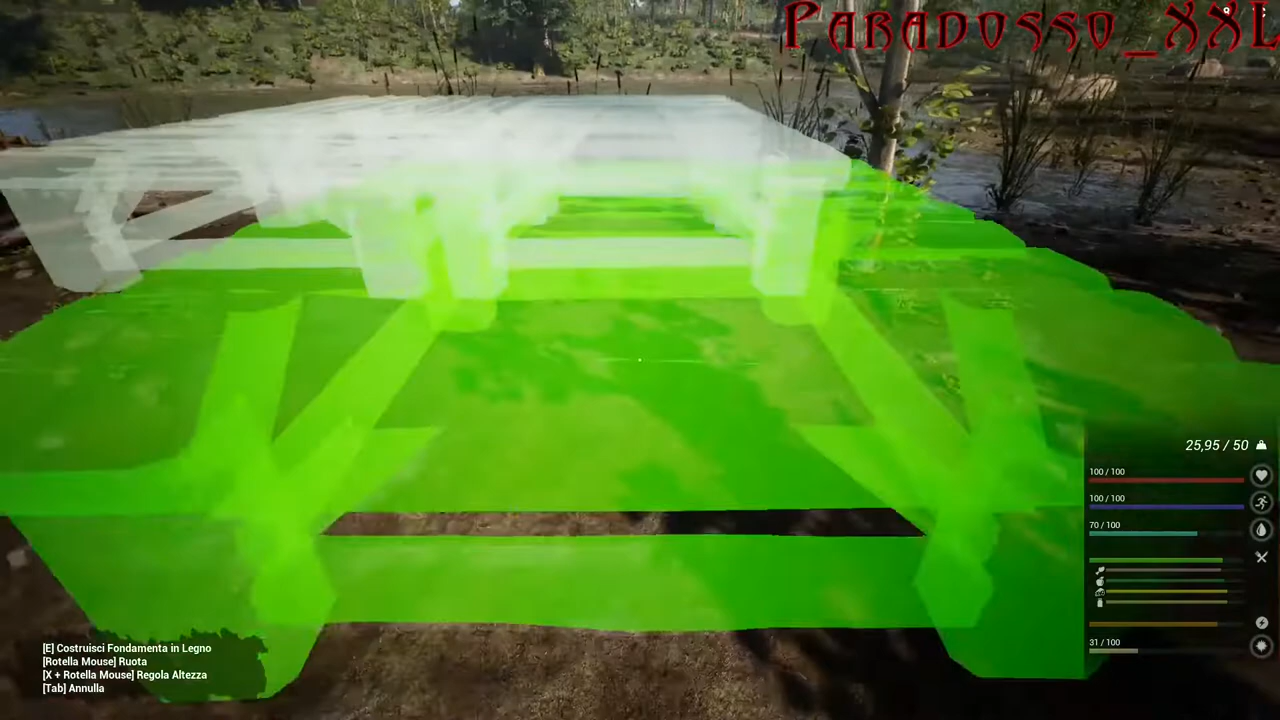 Paradosso_XXL
25,95 / 50
100 / 100
100 / 100
70 / 100
31 / 100
[E] Costruisci Fondamenta in Legno
[Rotella Mouse] Ruota
[X + Rotella Mouse] Regola Altezza
[Tab] Annulla